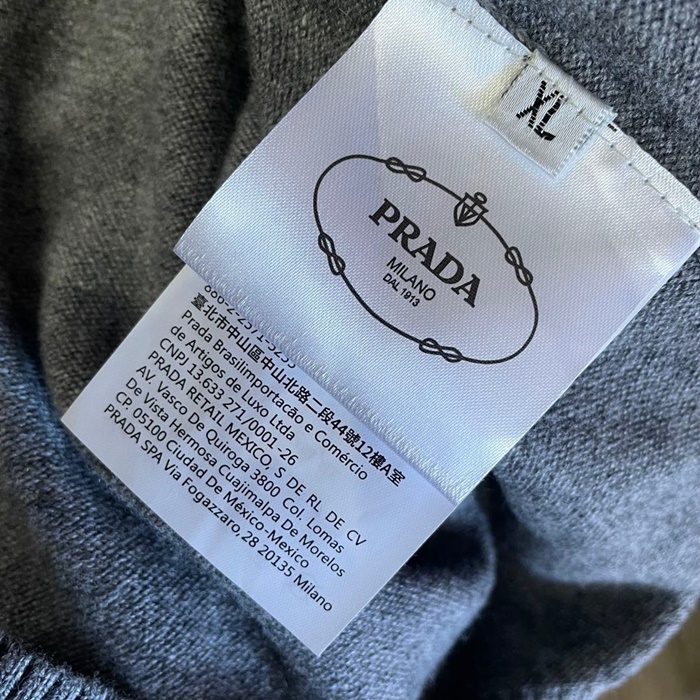 XL
PRADA
MILANO
DAL 1913
臺北市中山區中山北路二段44號12樓A室
Prada Brasilimportacão e Comércio
de Artigos de Luxo Ltda
CNPJ 13.633 271/0001-26
PRADA RETAIL MEXICO, S DE RL DE CV
AV. Vasco De Quiroga 3800 Col. Lomas
De Vista Hermosa Cuajimalpa De Morelos
CP 05100 Ciudad De México-Mexico
PRADA SPA Via Fogazzaro 28 20135 Milano